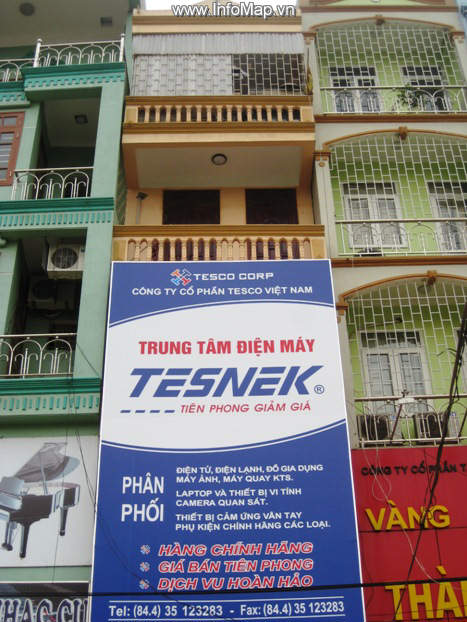 www.InfoMap.vn
TESCO CORP
CÔNG TY CỔ PHẦN TESCO VIỆT NAM
TRUNG TÂM ĐIỆN MÁY
TESNEK®
TIÊN PHONG GIẢM GIÁ
PHÂN PHỐI
ĐIỆN TỬ, ĐIỆN LẠNH, ĐỒ GIA DỤNG
MÁY ẢNH, MÁY QUAY KTS.
LAPTOP VÀ THIẾT BỊ VI TÍNH
CAMERA QUAN SÁT.
THIẾT BỊ CẢM ỨNG VÂN TAY
PHỤ KIỆN CHÍNH HÃNG CÁC LOẠI.
HÀNG CHÍNH HÃNG
GIÁ BÁN TIÊN PHONG
DỊCH VỤ HOÀN HẢO
Tel: (84.4) 35 123283 - Fax: (84.4) 35 123283
CÔNG TY CỔ PHẦN T
VÀNG
THÀ
NHẠC CỤ